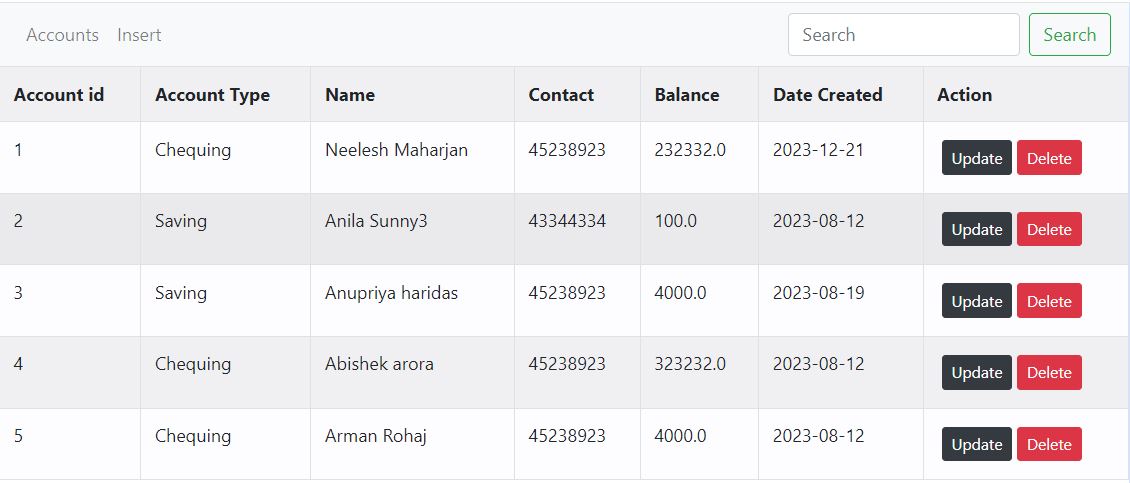 Accounts Insert Search Search
Account id Account Type Name Contact Balance Date Created Action
1 Chequing Neelesh Maharjan 45238923 232332.0 2023-12-21 Update Delete
2 Saving Anila Sunny3 43344334 100.0 2023-08-12 Update Delete
3 Saving Anupriya haridas 45238923 4000.0 2023-08-19 Update Delete
4 Chequing Abishek arora 45238923 323232.0 2023-08-12 Update Delete
5 Chequing Arman Rohaj 45238923 4000.0 2023-08-12 Update Delete